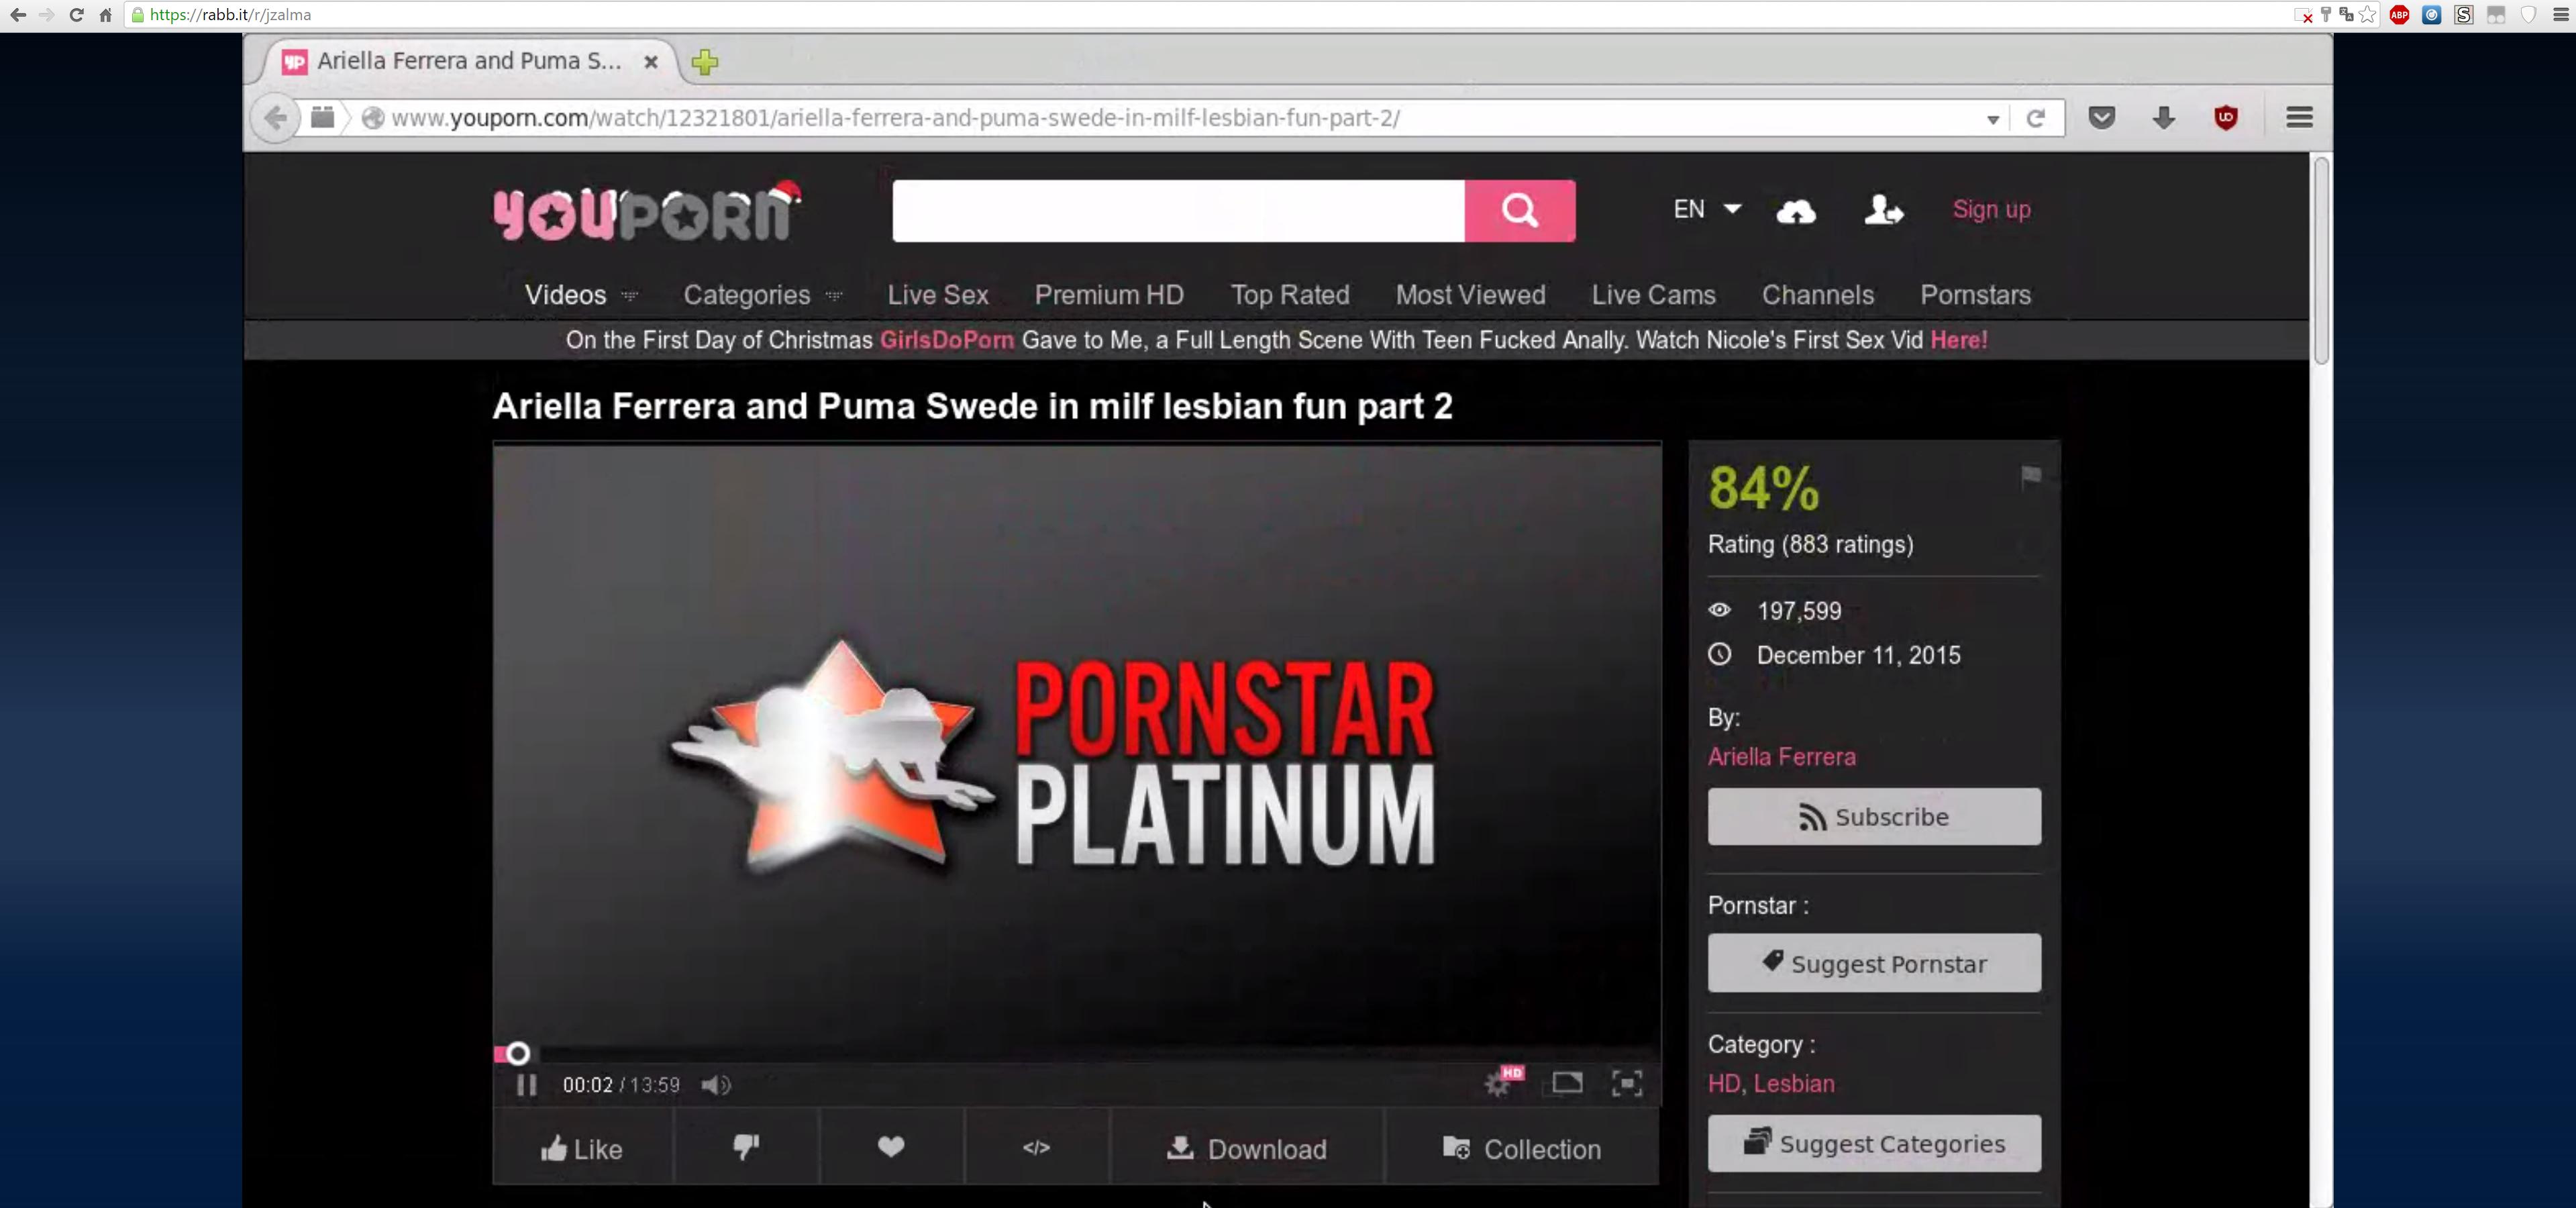 https://rabb.it/r/jzalma
ABP
S
Ariella Ferrera and Puma S...
www.youporn.com/watch/12321801/ariella-ferrera-and-puma-swede-in-milf-lesbian-fun-part-2/
YOUPORN
EN
Sign up
Videos
Categories
Live Sex
Premium HD
Top Rated
Most Viewed
Live Cams
Channels
Pornstars
On the First Day of Christmas GirlsDoPorn Gave to Me, a Full Length Scene With Teen Fucked Anally. Watch Nicole's First Sex Vid Here!
Ariella Ferrera and Puma Swede in milf lesbian fun part 2
PORNSTAR
PLATINUM
00:02 / 13:59
HD
Like
</>
Download
Collection
84%
Rating (883 ratings)
197,599
December 11, 2015
By:
Ariella Ferrera
Subscribe
Pornstar :
Suggest Pornstar
Category :
HD, Lesbian
Suggest Categories